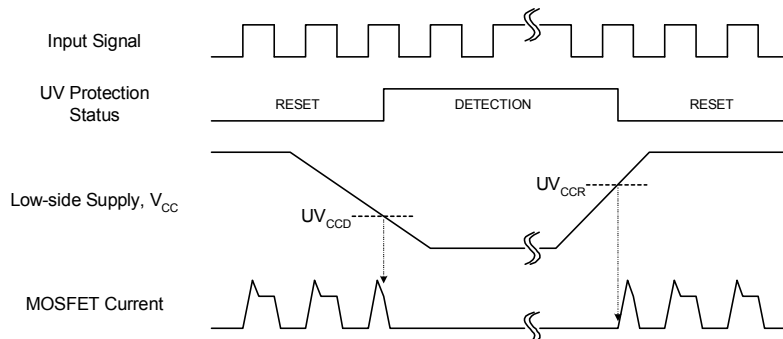 Input Signal
UV Protection
Status
RESET
DETECTION
RESET
Low-side Supply, VCC
UVCCD
UVCCR
MOSFET Current